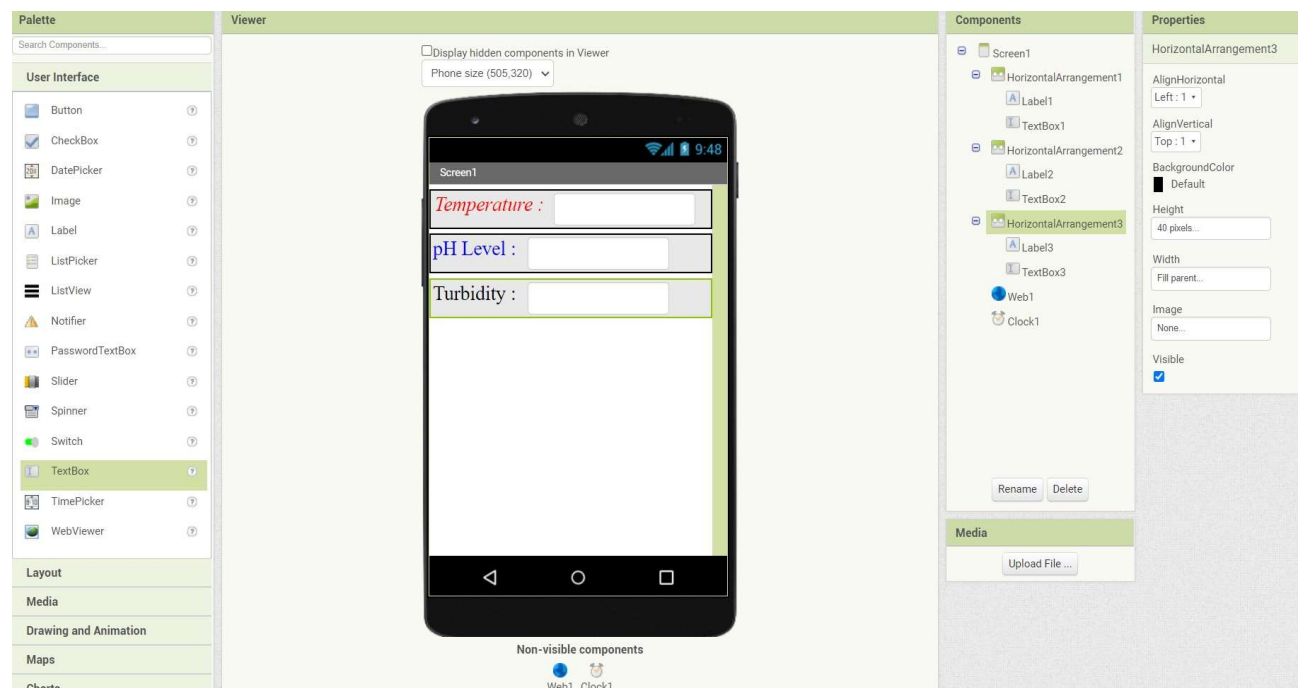 Palette
Search Components...
User Interface
Button
CheckBox
DatePicker
Image
Label
ListPicker
ListView
Notifier
PasswordTextBox
Slider
Spinner
Switch
TextBox
TimePicker
WebViewer
Layout
Media
Drawing and Animation
Maps
Charts
Viewer
Display hidden components in Viewer
Phone size (505,320)
9:48
Screen1
Temperature :
pH Level :
Turbidity :
Non-visible components
Web1 Clock1
Components
Screen1
HorizontalArrangement1
Label1
TextBox1
HorizontalArrangement2
Label2
TextBox2
HorizontalArrangement3
Label3
TextBox3
Web1
Clock1
Rename Delete
Media
Upload File ...
Properties
HorizontalArrangement3
AlignHorizontal
Left : 1
AlignVertical
Top : 1
BackgroundColor
Default
Height
40 pixels...
Width
Fill parent...
Image
None...
Visible